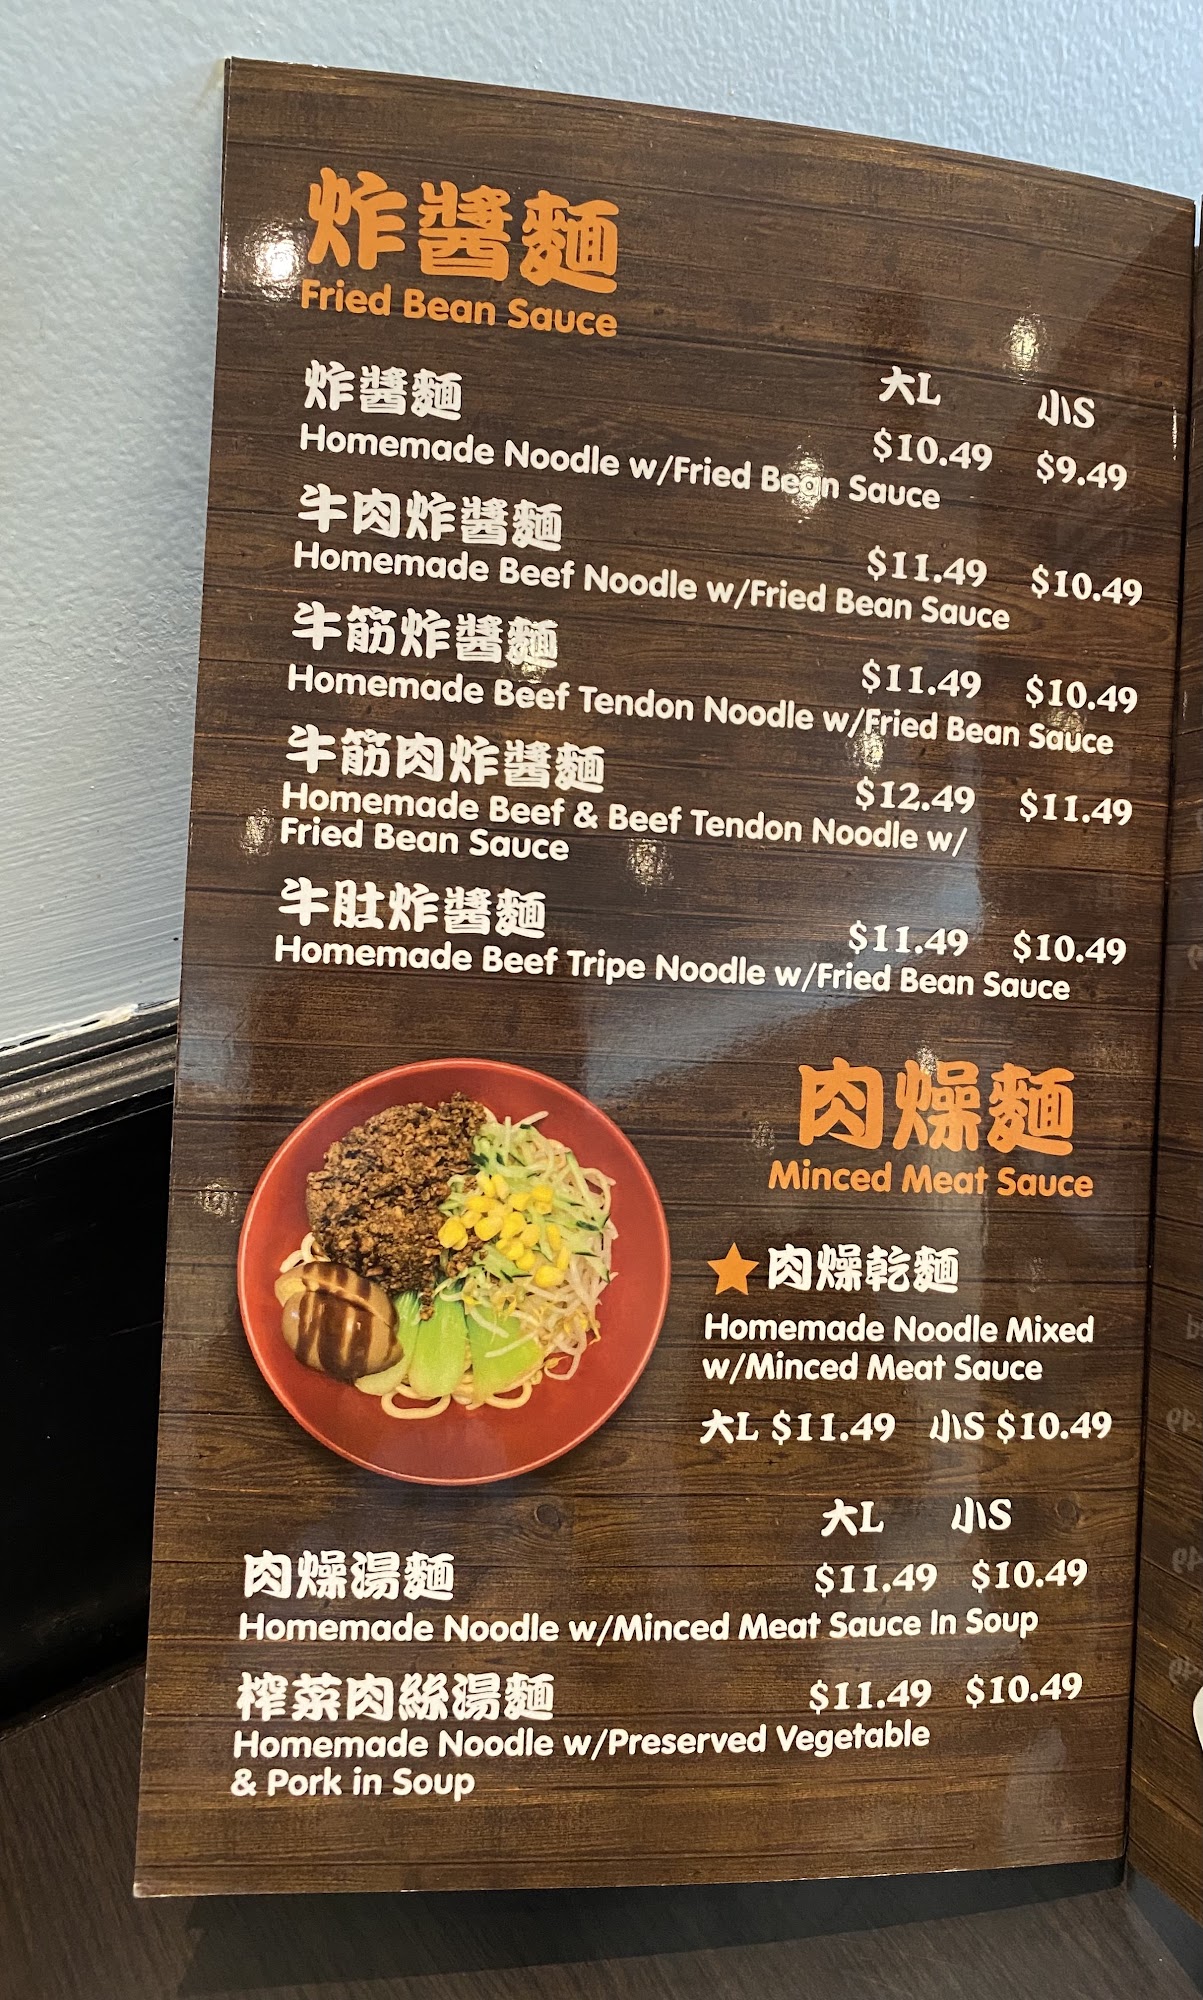 炸醬麵
Fried Bean Sauce
大L 小S
炸醬麵
$10.49 $9.49
Homemade Noodle w/Fried Bean Sauce
牛肉炸醬麵
$11.49 $10.49
Homemade Beef Noodle w/Fried Bean Sauce
牛筋炸醬麵
$11.49 $10.49
Homemade Beef Tendon Noodle w/Fried Bean Sauce
牛筋肉炸醬麵
$12.49 $11.49
Homemade Beef & Beef Tendon Noodle w/
Fried Bean Sauce
牛肚炸醬麵
$11.49 $10.49
Homemade Beef Tripe Noodle w/Fried Bean Sauce
肉燥麵
Minced Meat Sauce
肉燥乾麵
Homemade Noodle Mixed
w/Minced Meat Sauce
大L $11.49 小S $10.49
大L 小S
肉燥湯麵 $11.49 $10.49
Homemade Noodle w/Minced Meat Sauce In Soup
榨菜肉絲湯麵 $11.49 $10.49
Homemade Noodle w/Preserved Vegetable
& Pork in Soup